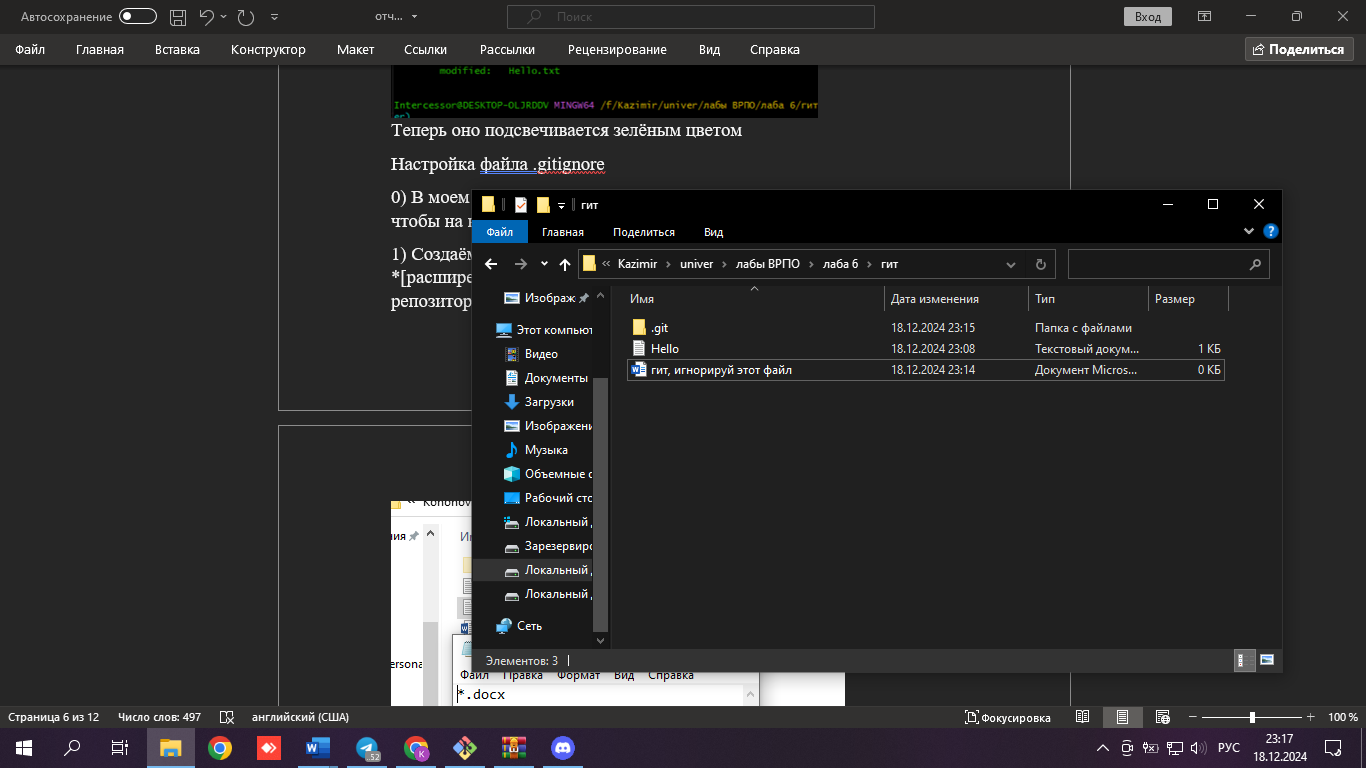 Автосохранение
отч...
Поиск
Вход
Файл Главная Вставка Конструктор Макет Ссылки Рассылки Рецензирование Вид Справка
Поделиться
modified: Hello.txt
Intercessor@DESKTOP-OLJRDDV MINGW64 /f/Kazimir/univer/лабы ВРПО/лаба 6/гит
er)
Теперь оно подсвечивается зелёным цветом
Настройка файла .gitignore
0) В моем
чтобы на
1) Создаём
*[расшире
репозитор
гит
Файл Главная Поделиться Вид
Kazimir univer лабы ВРПО лаба 6 гит
Имя Дата изменения Тип Размер
.git 18.12.2024 23:15 Папка с файлами
Hello 18.12.2024 23:08 Текстовый докум... 1 КБ
гит, игнорируй этот файл 18.12.2024 23:14 Документ Micros... 0 КБ
Изображ
Этот компьют
Видео
Документы
Загрузки
Изображени
Музыка
Объемные о
Рабочий сто
Локальный
Зарезервиро
Локальный
Локальный
Сеть
Элементов: 3
Kononov
ния
ersona
Файл Правка Формат Вид Справка
*.docx
Страница 6 из 12 Число слов: 497 английский (США)
Фокусировка
100 %
52
K
РУС
23:17
18.12.2024